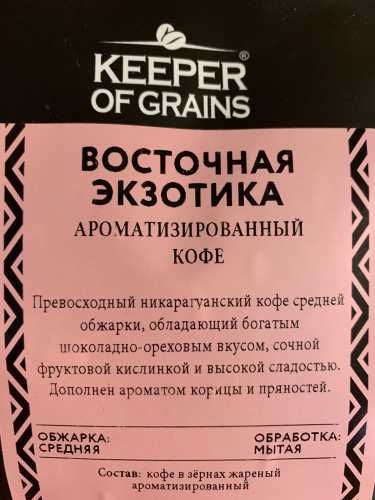 KEEPER®
OF GRAINS
ВОСТОЧНАЯ
ЭКЗОТИКА
АРОМАТИЗИРОВАННЫЙ
КОФЕ
Превосходный никарагуанский кофе средней
обжарки, обладающий богатым
шоколадно-ореховым вкусом, сочной
фруктовой кислинкой и высокой сладостью.
Дополнен ароматом корицы и пряностей.
ОБЖАРКА: ОБРАБОТКА:
СРЕДНЯЯ МЫТАЯ
Состав: кофе в зёрнах жареный
ароматизированный